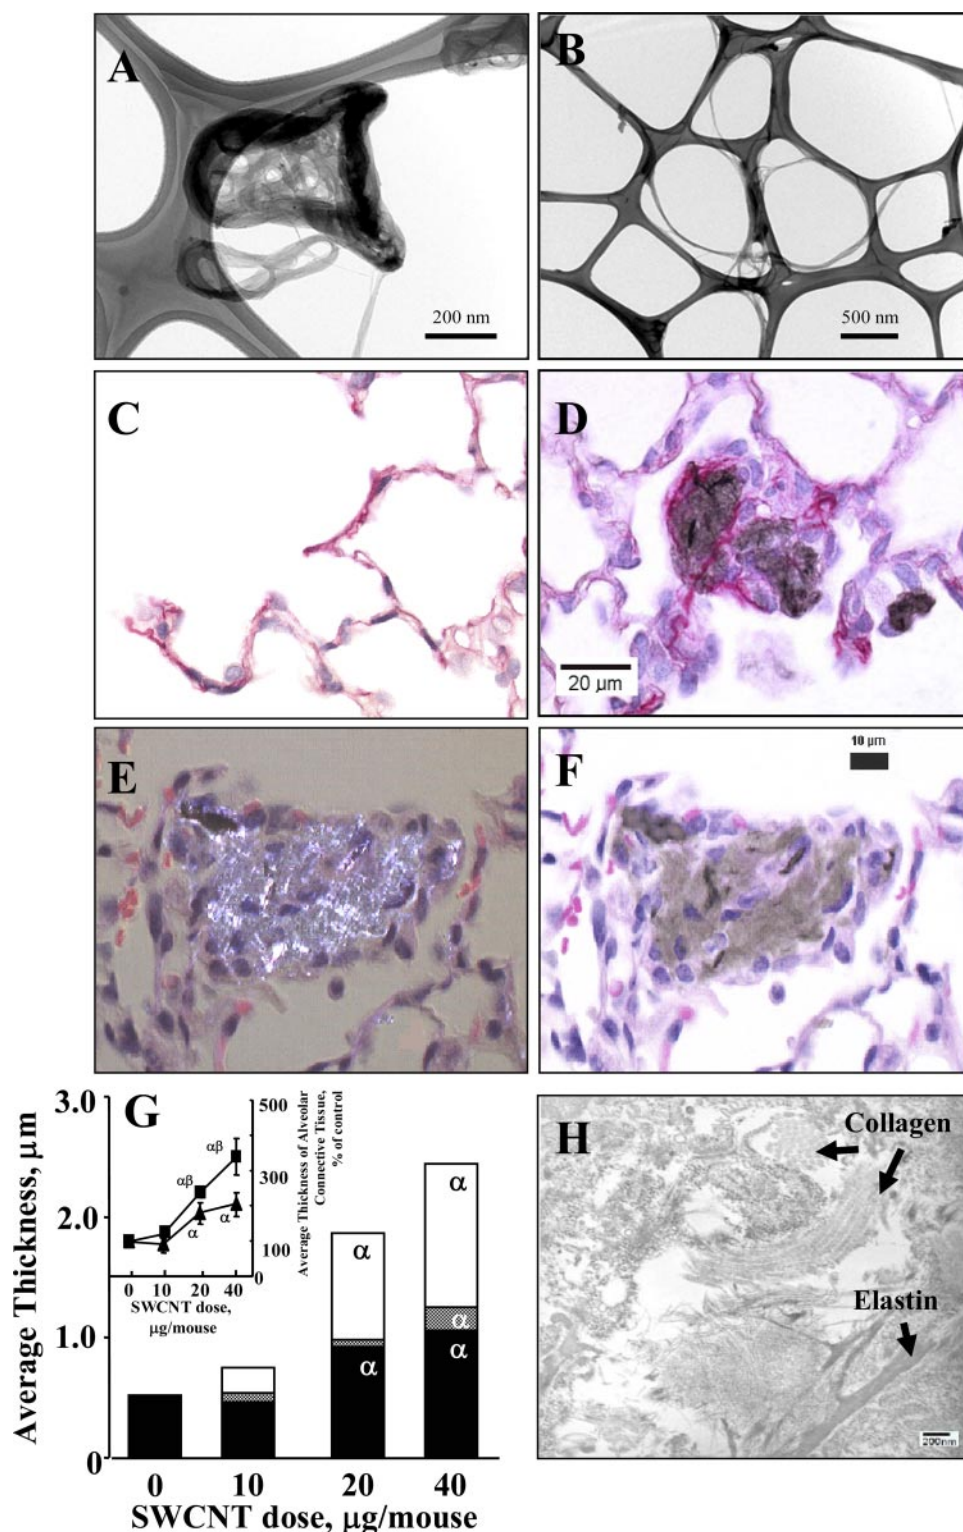 A
200 nm
B
500 nm
C
D
20 µm
E
F
10 µm
G
3.0
2.0
1.0
0
Average Thickness, µm
0
10
20
40
SWCNT dose, µg/mouse
α
α
α
α
α
500
300
100
0
Average Thickness of Alveolar
Connective Tissue,
% of control
αβ
αβ
α
α
0
10
20
40
SWCNT dose,
µg/mouse
H
Collagen
Elastin
200nm